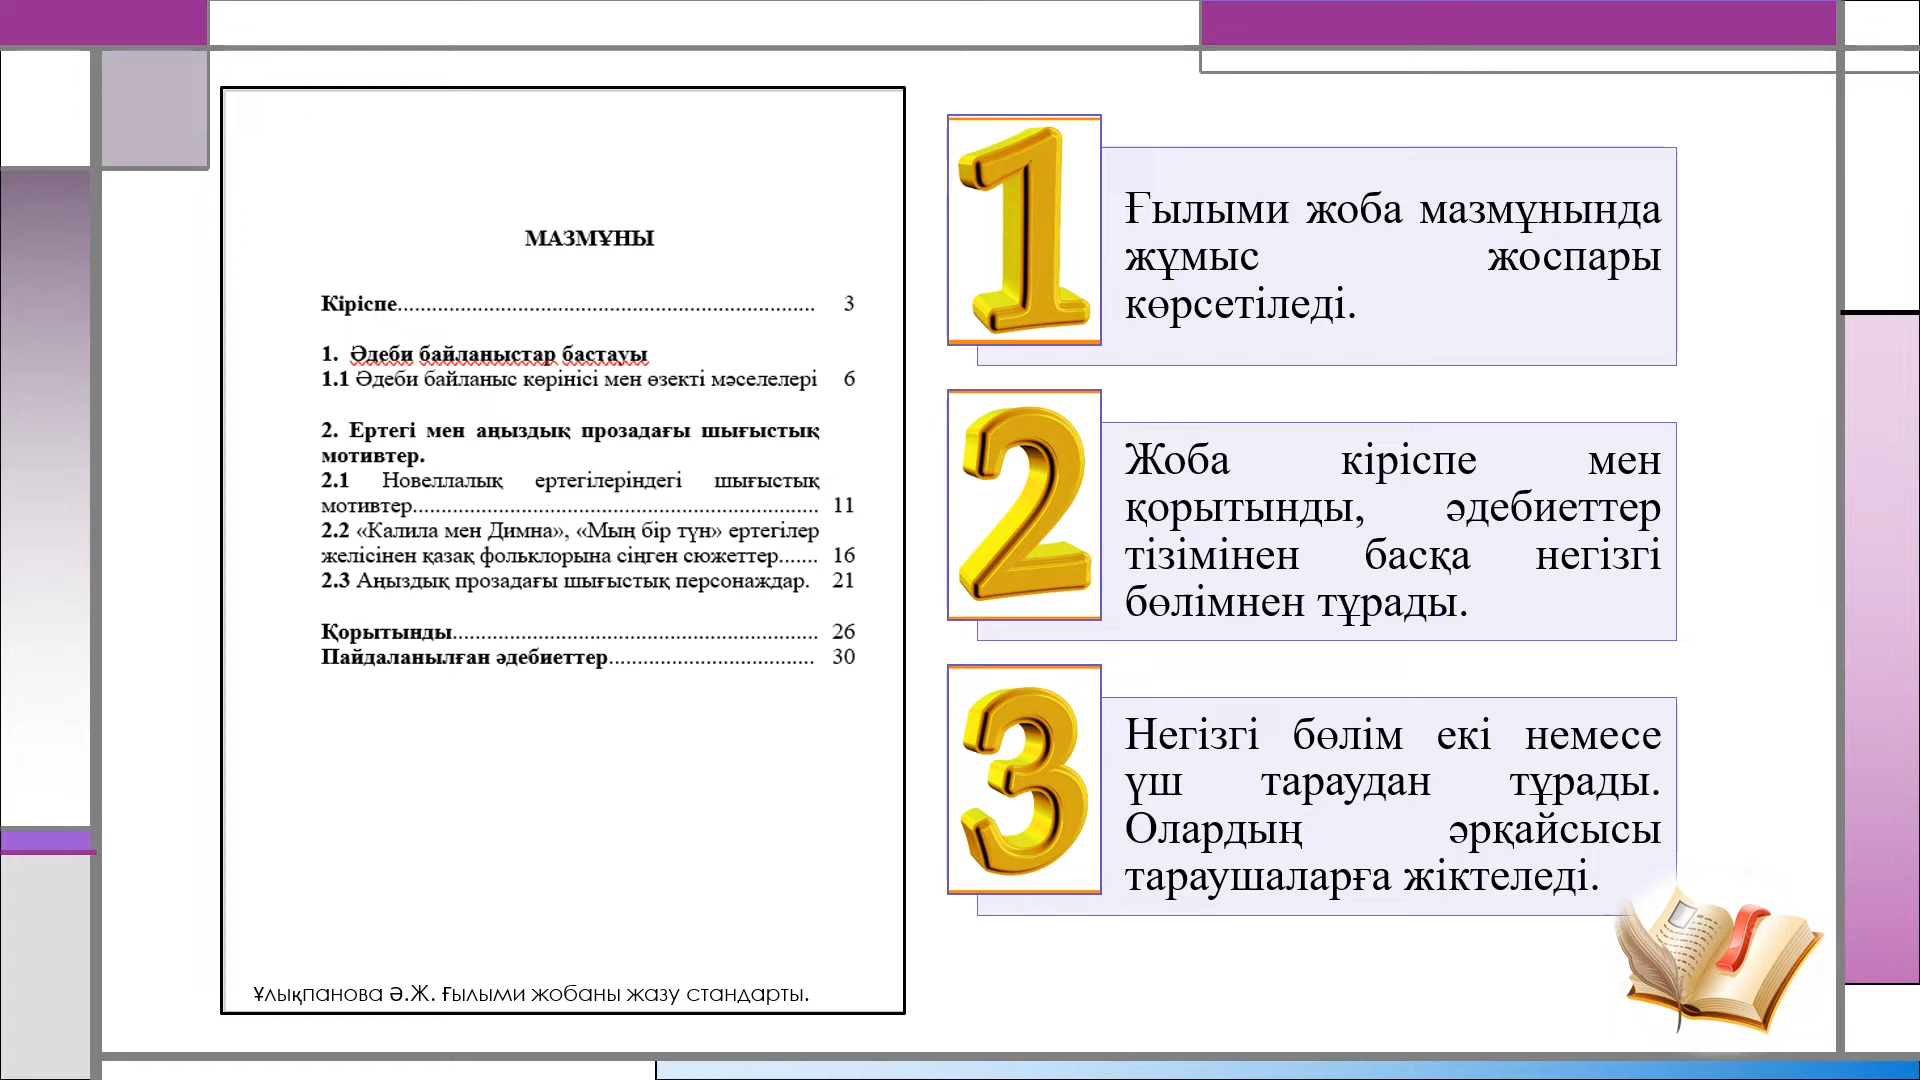 МАЗМҰНЫ
Кіріспе......................................................................... 3
1. Әдеби байланыстар бастауы
1.1 Әдеби байланыс көрінісі мен өзекті мәселелері 6
2. Ертегі мен аңыздық прозадағы шығыстық
мотивтер.
2.1 Новеллалық ертегілеріндегі шығыстық
мотивтер....................................................................... 11
2.2 «Калила мен Димна», «Мың бір түн» ертегілер
желісінен қазақ фольклорына сіңген сюжеттер....... 16
2.3 Аңыздық прозадағы шығыстық персонаждар. 21
Қорытынды................................................................ 26
Пайдаланылған әдебиеттер.................................... 30
Ұлықпанова Ә.Ж. Ғылыми жобаны жазу стандарты.
1
Ғылыми жоба мазмұнында
жұмыс жоспары
көрсетіледі.
2
Жоба кіріспе мен
қорытынды, әдебиеттер
тізімінен басқа негізгі
бөлімнен тұрады.
3
Негізгі бөлім екі немесе
үш тараудан тұрады.
Олардың әрқайсысы
тараушаларға жіктеледі.